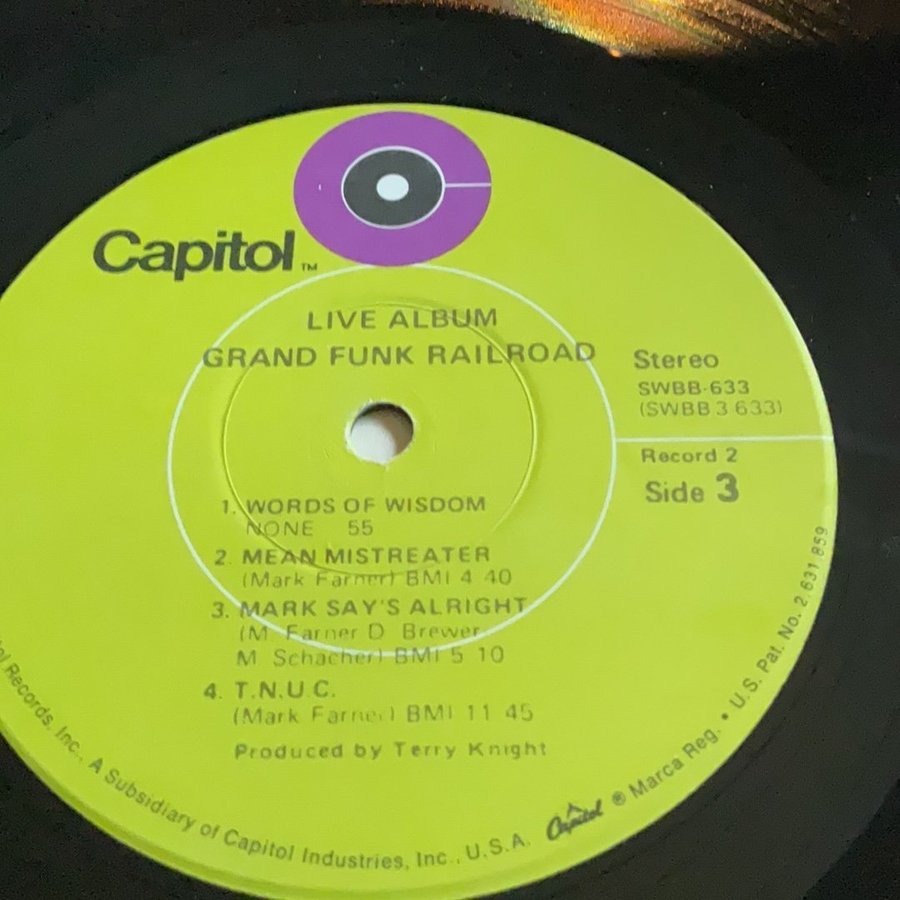 Capitol™
LIVE ALBUM
GRAND FUNK RAILROAD
Stereo
SWBB-633
(SWBB 3 633)
Record 2
Side 3
1. WORDS OF WISDOM
NONE 55
2. MEAN MISTREATER
(Mark Farner) BMI 4 40
3. MARK SAY'S ALRIGHT
(M Farner D Brewer
M Schacher) BMI 5 10
4. T.N.U.C.
(Mark Farner) BMI 11 45
Produced by Terry Knight
Records, Inc., A Subsidiary of Capitol Industries, Inc., U.S.A. Capitol ® Marca Reg. • U.S. Pat. No. 2,631,859